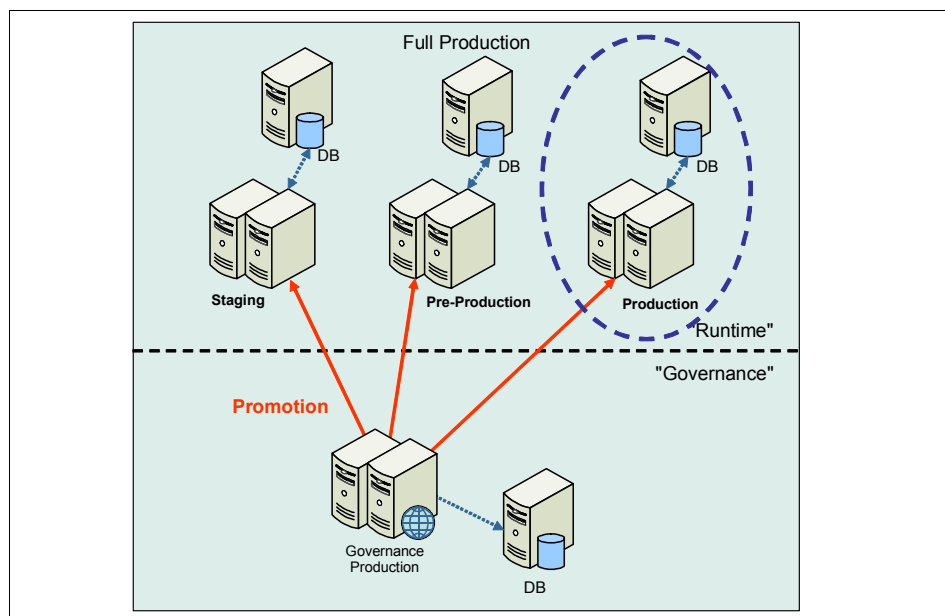 Full Production
DB
DB
DB
Staging
Pre-Production
Production
"Runtime"
"Governance"
Promotion
Governance
Production
DB